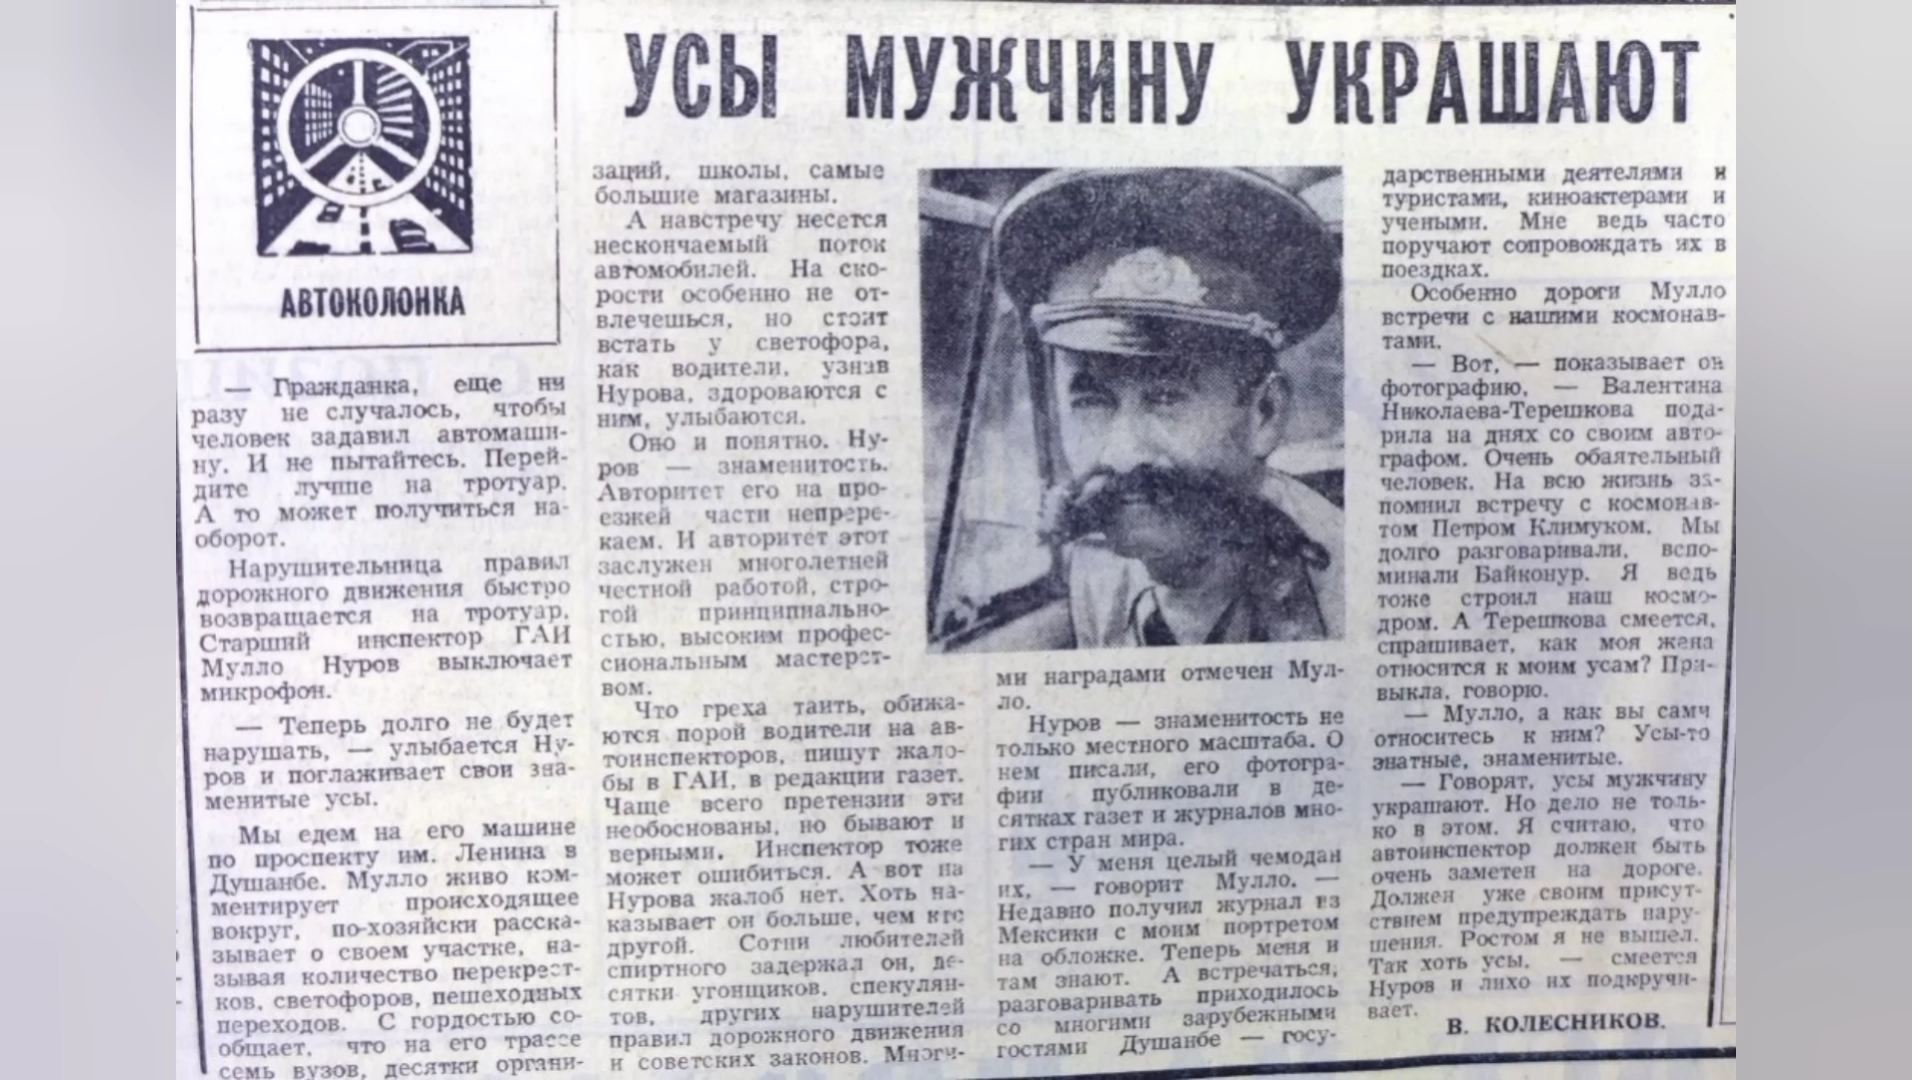 УСЫ МУЖЧИНУ УКРАШАЮТ
АВТОКОЛОНКА
— Гражданка, еще ни
разу не случалось, чтобы
человек задавил автомаши-
ну. И не пытайтесь. Перей-
дите лучше на тротуар.
А то может получиться на-
оборот.
Нарушительница правил
дорожного движения быстро
возвращается на тротуар.
Старший инспектор ГАИ
Мулло Нуров выключает
микрофон.
— Теперь долго не будет
нарушать, — улыбается Ну-
ров и поглаживает свои зна-
менитые усы.
Мы едем на его машине
по проспекту им. Ленина в
Душанбе. Мулло живо ком-
ментирует происходящее
вокруг, по-хозяйски расска-
зывает о своем участке, на-
зывая количество перекрест-
ков, светофоров, пешеходных
переходов. С гордостью со-
общает, что на его трассе
семь вузов, десятки органи-
заций, школы, самые
большие магазины.
А навстречу несется
нескончаемый поток
автомобилей. На ско-
рости особенно не от-
влечешься, но стоит
встать у светофора,
как водители, узнав
Нурова, здороваются с
ним, улыбаются.
Оно и понятно. Ну-
ров — знаменитость.
Авторитет его на про-
езжей части непрере-
каем. И авторитет этот
заслужен многолетней
честной работой, стро-
гой принципиально-
стью, высоким профес-
сиональным мастерст-
вом.
Что греха таить, обижа-
ются порой водители на ав-
тоинспекторов, пишут жало-
бы в ГАИ, в редакции газет.
Чаще всего претензии эти
необоснованы, но бывают и
верными. Инспектор тоже
может ошибиться. А вот на
Нурова жалоб нет. Хоть на-
казывает он больше, чем кто
другой. Сотни любителей
спиртного задержал он, де-
сятки угонщиков, спекулян-
тов, других нарушителей
правил дорожного движения
и советских законов. Многи-
ми наградами отмечен Мул-
ло.
Нуров — знаменитость не
только местного масштаба. О
нем писали, его фотогра-
фии публиковали в де-
сятках газет и журналов мно-
гих стран мира.
— У меня целый чемодан
их, — говорит Мулло. —
Недавно получил журнал из
Мексики с моим портретом
на обложке. Теперь меня и
там знают. А встречаться,
разговаривать приходилось
со многими зарубежными
гостями Душанбе — госу-
дарственными деятелями и
туристами, киноактерами и
учеными. Мне ведь часто
поручают сопровождать их в
поездках.
Особенно дороги Мулло
встречи с нашими космонав-
тами.
— Вот, — показывает он
фотографию, — Валентина
Николаева-Терешкова пода-
рила на днях со своим авто-
графом. Очень обаятельный
человек. На всю жизнь за-
помнил встречу с космонав-
том Петром Климуком. Мы
долго разговаривали, вспо-
минали Байконур. Я ведь
тоже строил наш космо-
дром. А Терешкова смеется,
спрашивает, как моя жена
относится к моим усам? При-
выкла, говорю.
— Мулло, а как вы сами
относитесь к ним? Усы-то
знатные, знаменитые.
— Говорят, усы мужчину
украшают. Но дело не толь-
ко в этом. Я считаю, что
автоинспектор должен быть
очень заметен на дороге.
Должен уже своим присут-
ствием предупреждать нару-
шения. Ростом я не вышел.
Так хоть усы, — смеется
Нуров и лихо их подкручи-
вает.
В. КОЛЕСНИКОВ.